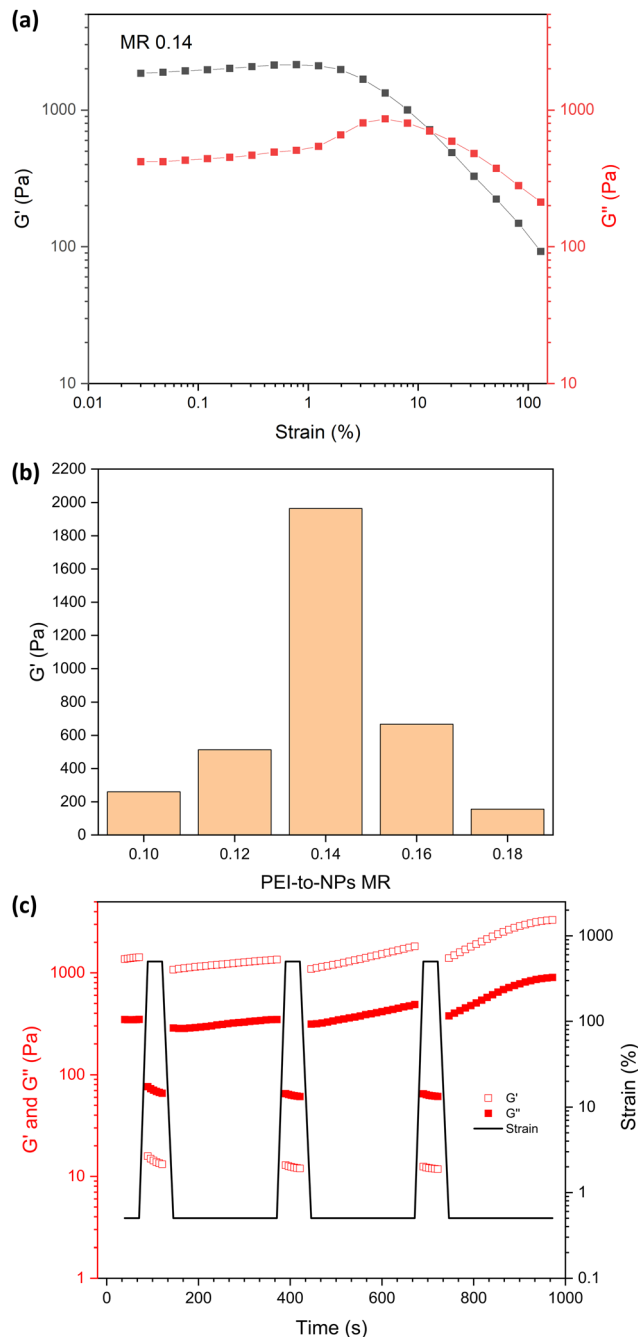 (a)
MR 0.14
G' (Pa)
1000
100
10
G'' (Pa)
1000
100
10
0.01 0.1 1 10 100
Strain (%)
(b)
G' (Pa)
2200
2000
1800
1600
1400
1200
1000
800
600
400
200
0
0.10 0.12 0.14 0.16 0.18
PEI-to-NPs MR
(c)
G' and G'' (Pa)
1000
100
10
1
Strain (%)
1000
100
10
1
0.1
G'
G''
Strain
0 200 400 600 800 1000
Time (s)